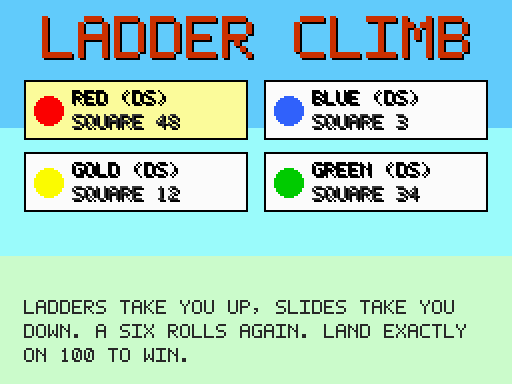 LADDER CLIMB
RED (DS)
SQUARE 48
BLUE (DS)
SQUARE 3
GOLD (DS)
SQUARE 12
GREEN (DS)
SQUARE 34
LADDERS TAKE YOU UP, SLIDES TAKE YOU
DOWN. A SIX ROLLS AGAIN. LAND EXACTLY
ON 100 TO WIN.